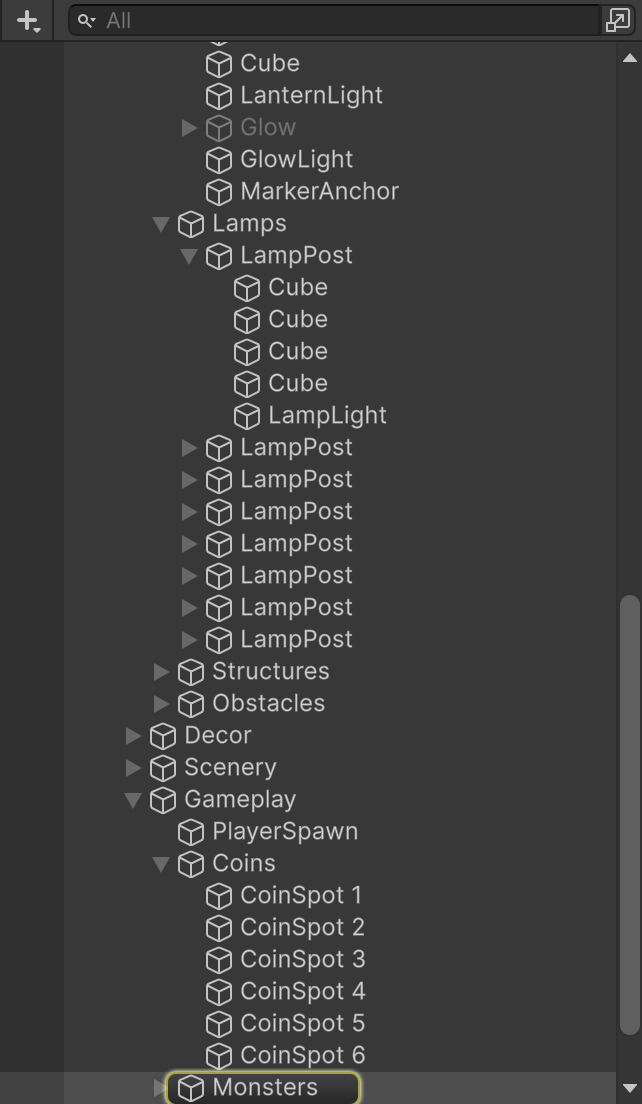 All
Cube
LanternLight
Glow
GlowLight
MarkerAnchor
Lamps
LampPost
Cube
Cube
Cube
Cube
LampLight
LampPost
LampPost
LampPost
LampPost
LampPost
LampPost
LampPost
Structures
Obstacles
Decor
Scenery
Gameplay
PlayerSpawn
Coins
CoinSpot 1
CoinSpot 2
CoinSpot 3
CoinSpot 4
CoinSpot 5
CoinSpot 6
Monsters